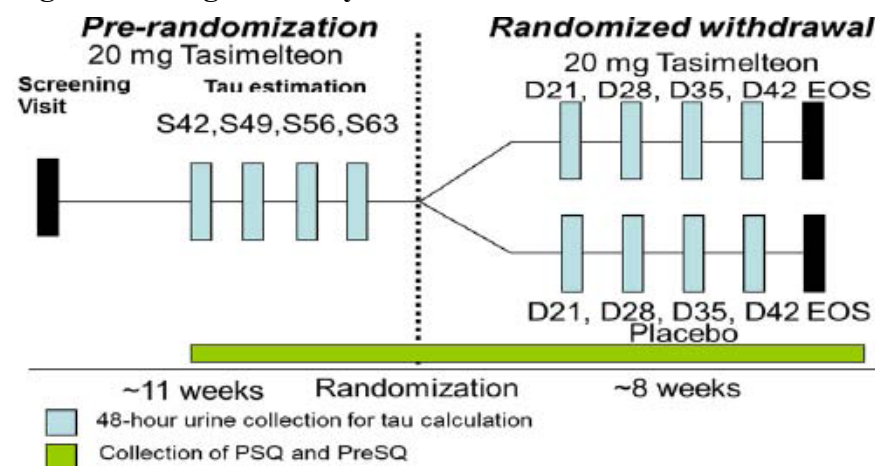 Pre-randomization
20 mg Tasimelteon
Screening
Visit
Tau estimation
S42,S49,S56,S63
Randomized withdrawal
20 mg Tasimelteon
D21, D28, D35, D42 EOS
D21, D28, D35, D42 EOS
Placebo
~11 weeks
Randomization
~8 weeks
48-hour urine collection for tau calculation
Collection of PSQ and PreSQ